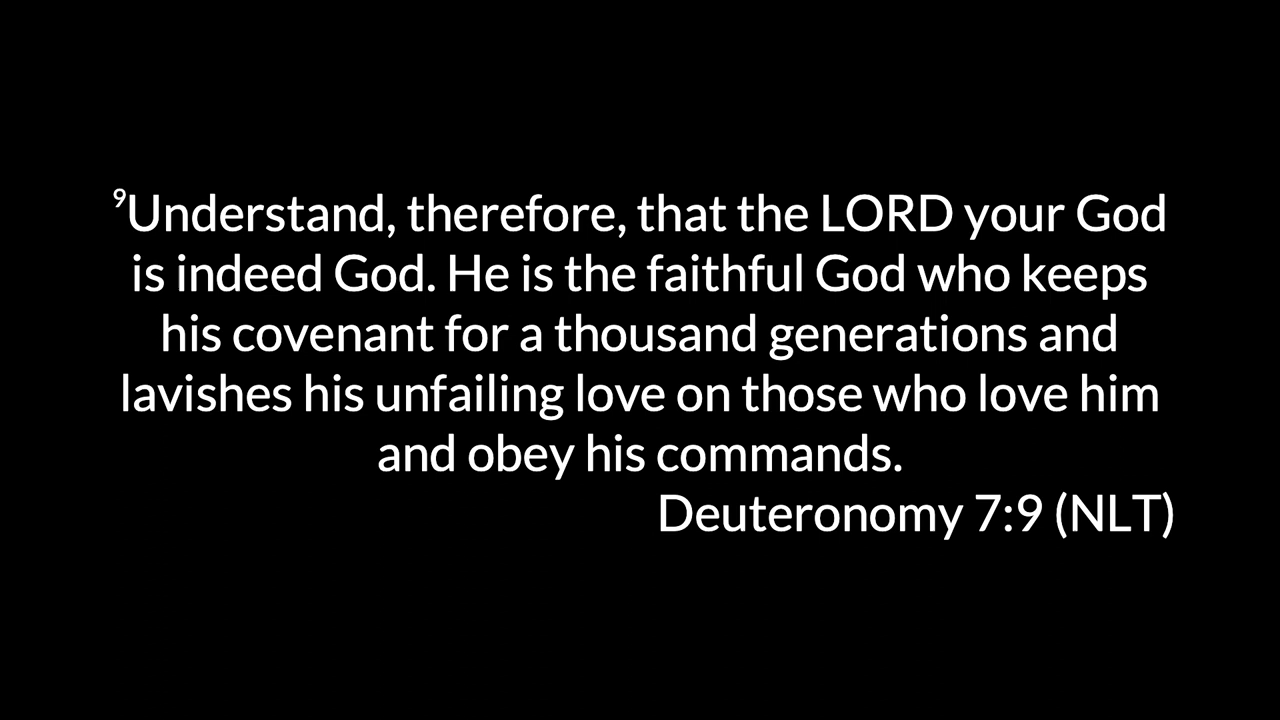 ⁹Understand, therefore, that the LORD your God
is indeed God. He is the faithful God who keeps
his covenant for a thousand generations and
lavishes his unfailing love on those who love him
and obey his commands.
Deuteronomy 7:9 (NLT)